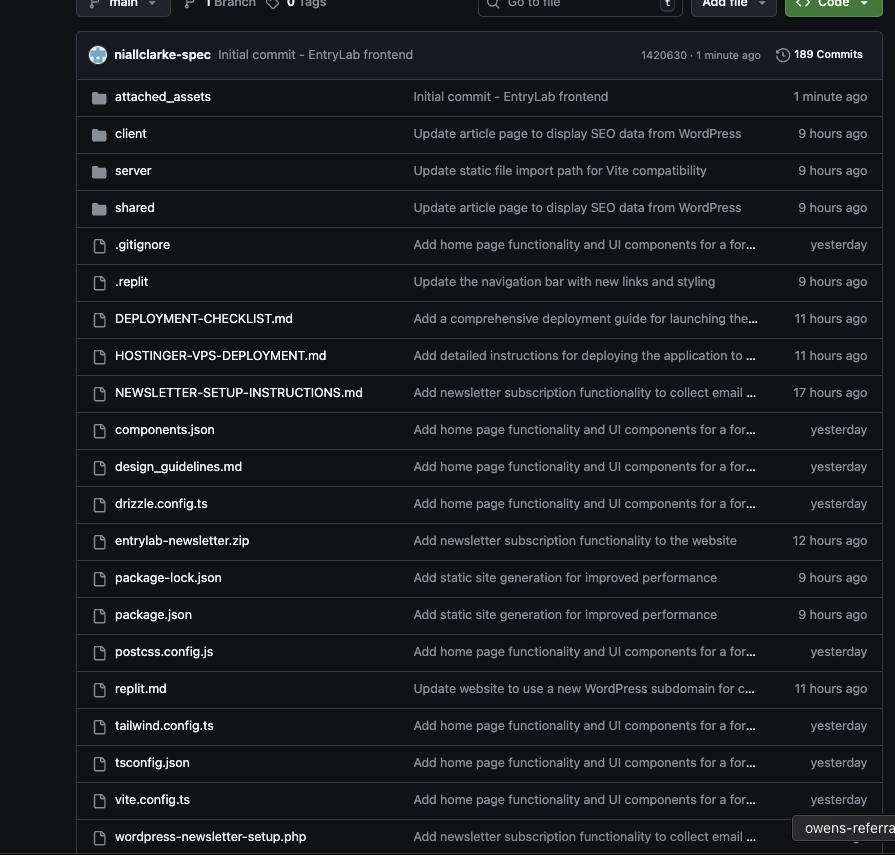 main
1 Branch
0 Tags
Go to file
t
Add file
Code
niallclarke-spec Initial commit - EntryLab frontend 1420630 · 1 minute ago 189 Commits
attached_assets Initial commit - EntryLab frontend 1 minute ago
client Update article page to display SEO data from WordPress 9 hours ago
server Update static file import path for Vite compatibility 9 hours ago
shared Update article page to display SEO data from WordPress 9 hours ago
.gitignore Add home page functionality and UI components for a for... yesterday
.replit Update the navigation bar with new links and styling 9 hours ago
DEPLOYMENT-CHECKLIST.md Add a comprehensive deployment guide for launching the... 11 hours ago
HOSTINGER-VPS-DEPLOYMENT.md Add detailed instructions for deploying the application to ... 11 hours ago
NEWSLETTER-SETUP-INSTRUCTIONS.md Add newsletter subscription functionality to collect email ... 17 hours ago
components.json Add home page functionality and UI components for a for... yesterday
design_guidelines.md Add home page functionality and UI components for a for... yesterday
drizzle.config.ts Add home page functionality and UI components for a for... yesterday
entrylab-newsletter.zip Add newsletter subscription functionality to the website 12 hours ago
package-lock.json Add static site generation for improved performance 9 hours ago
package.json Add static site generation for improved performance 9 hours ago
postcss.config.js Add home page functionality and UI components for a for... yesterday
replit.md Update website to use a new WordPress subdomain for c... 11 hours ago
tailwind.config.ts Add home page functionality and UI components for a for... yesterday
tsconfig.json Add home page functionality and UI components for a for... yesterday
vite.config.ts Add home page functionality and UI components for a for... yesterday
owens-referra
wordpress-newsletter-setup.php Add newsletter subscription functionality to collect email ...